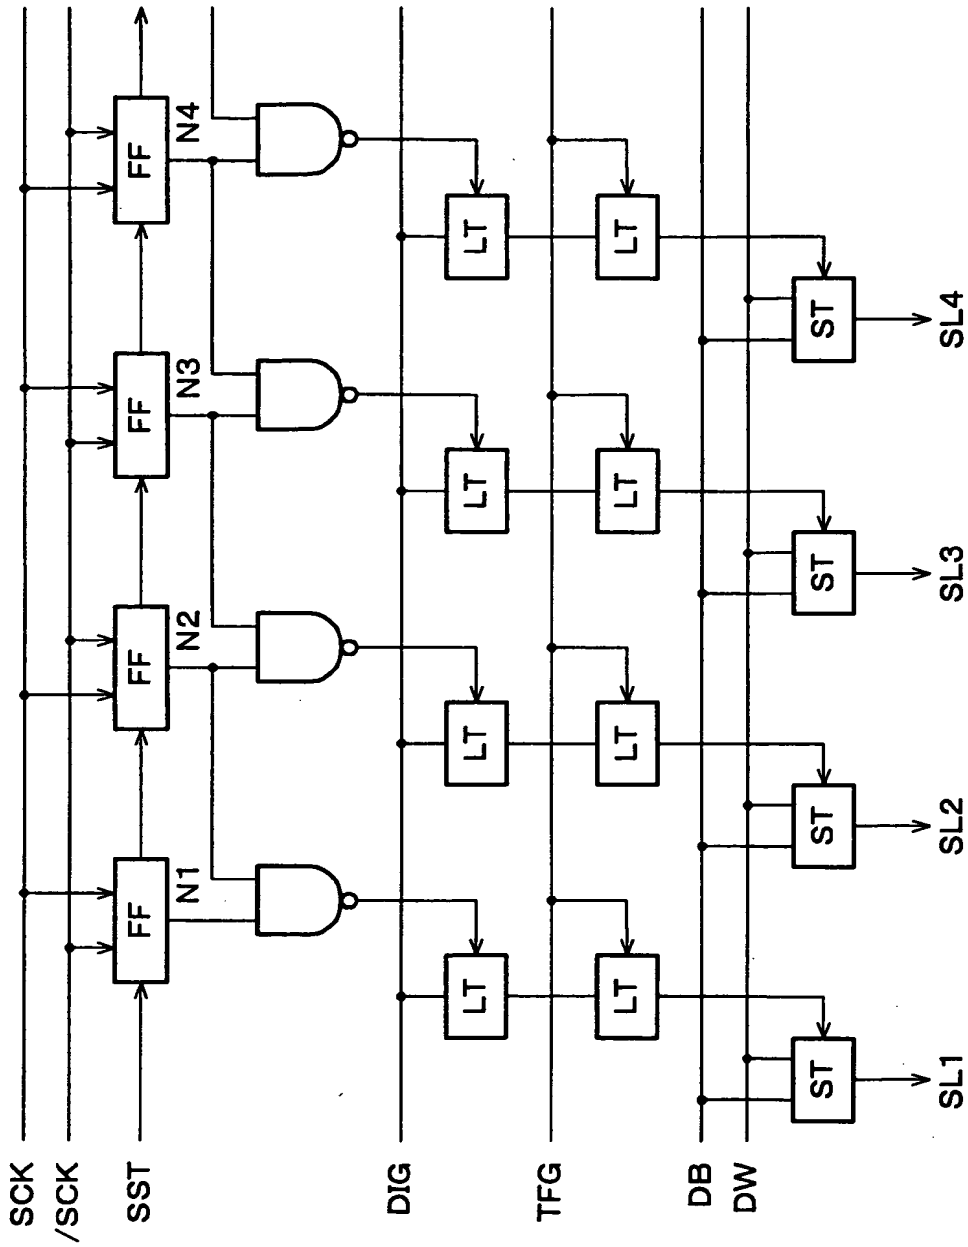 SCK
/SCK
SST
FF FF FF FF
N1 N2 N3 N4
DIG
LT LT LT LT
TFG
LT LT LT LT
DB
DW
ST ST ST ST
SL1 SL2 SL3 SL4